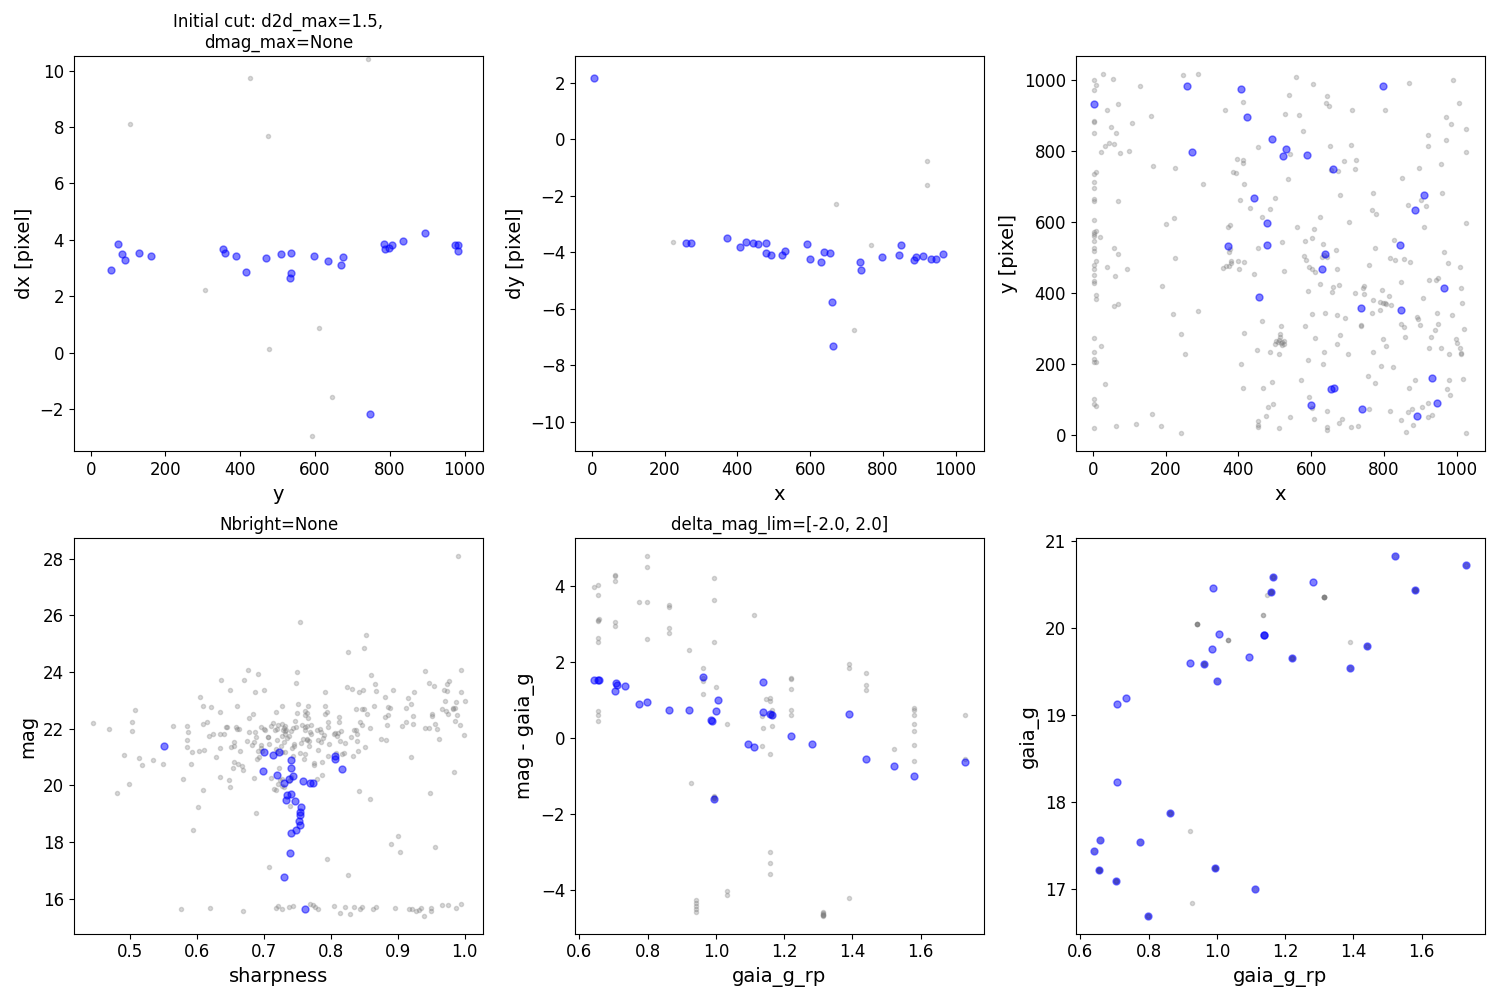 Initial cut: d2d_max=1.5,
dmag_max=None
10
8
6
4
2
0
−2
dx [pixel]
0 200 400 600 800 1000
y
2
0
−2
−4
−6
−8
−10
dy [pixel]
0 200 400 600 800 1000
x
1000
800
600
400
200
0
y [pixel]
0 200 400 600 800 1000
x
Nbright=None
28
26
24
22
20
18
16
mag
0.5 0.6 0.7 0.8 0.9 1.0
sharpness
delta_mag_lim=[-2.0, 2.0]
4
2
0
−2
−4
mag - gaia_g
0.6 0.8 1.0 1.2 1.4 1.6
gaia_g_rp
21
20
19
18
17
gaia_g
0.6 0.8 1.0 1.2 1.4 1.6
gaia_g_rp